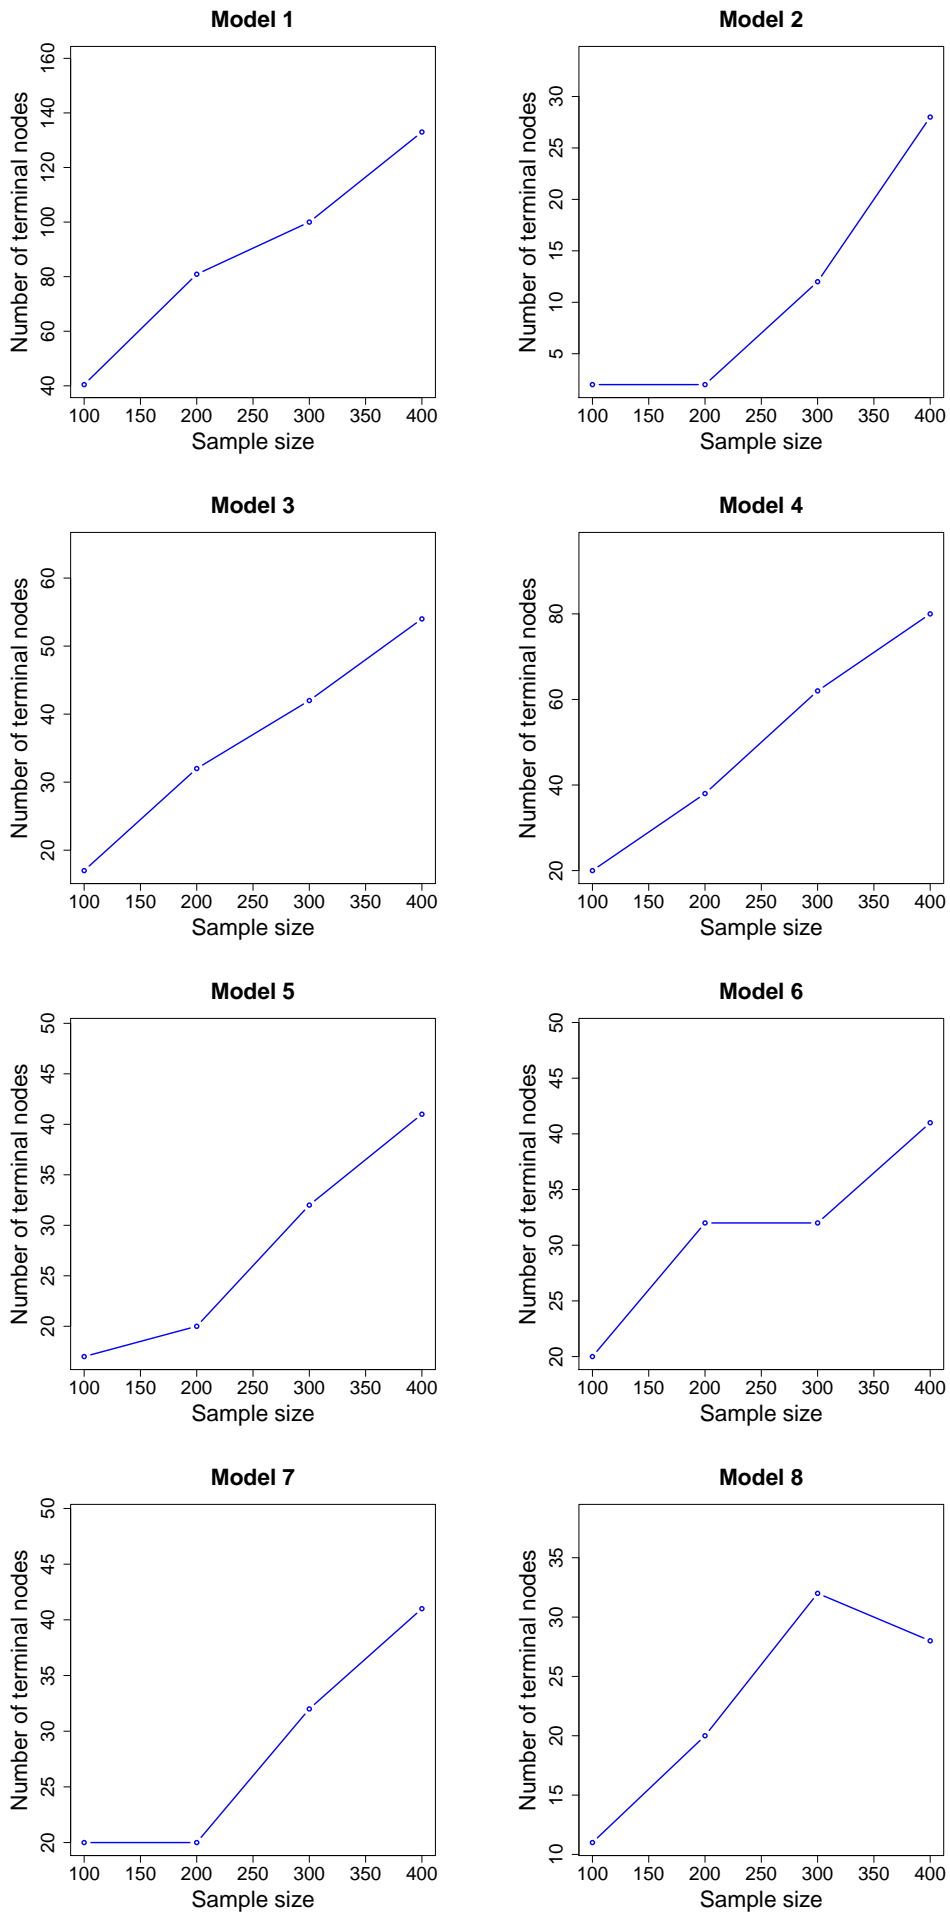 Model 1
Number of terminal nodes
160
140
120
100
80
60
40
100 150 200 250 300 350 400
Sample size
Model 2
Number of terminal nodes
30
25
20
15
10
5
100 150 200 250 300 350 400
Sample size
Model 3
Number of terminal nodes
60
50
40
30
20
100 150 200 250 300 350 400
Sample size
Model 4
Number of terminal nodes
80
60
40
20
100 150 200 250 300 350 400
Sample size
Model 5
Number of terminal nodes
50
45
40
35
30
25
20
100 150 200 250 300 350 400
Sample size
Model 6
Number of terminal nodes
50
45
40
35
30
25
20
100 150 200 250 300 350 400
Sample size
Model 7
Number of terminal nodes
50
45
40
35
30
25
20
100 150 200 250 300 350 400
Sample size
Model 8
Number of terminal nodes
35
30
25
20
15
10
100 150 200 250 300 350 400
Sample size